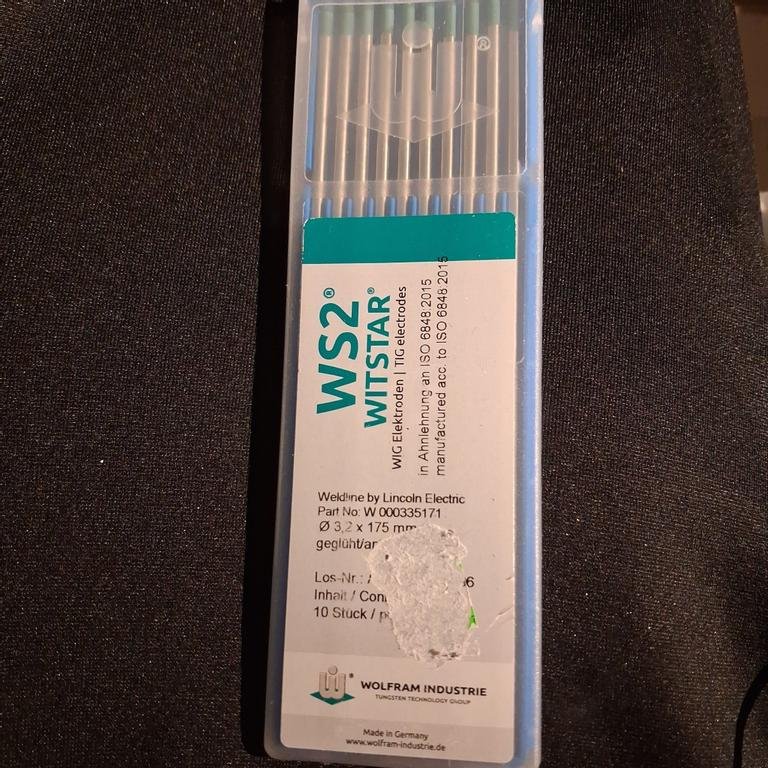 ®
WS2®
WITSTAR®
WIG Elektroden | TIG electrodes
in Anlehnung an ISO 6848:2015
manufactured acc. to ISO 6848:2015
Weldline by Lincoln Electric
Part No: W 000335171
Ø 3,2 x 175 mm
geglüht/
Los-Nr.:
Inhalt /
10 Stück /
®
WOLFRAM INDUSTRIE
TUNGSTEN TECHNOLOGY GROUP
Made in Germany
www.wolfram-industrie.de